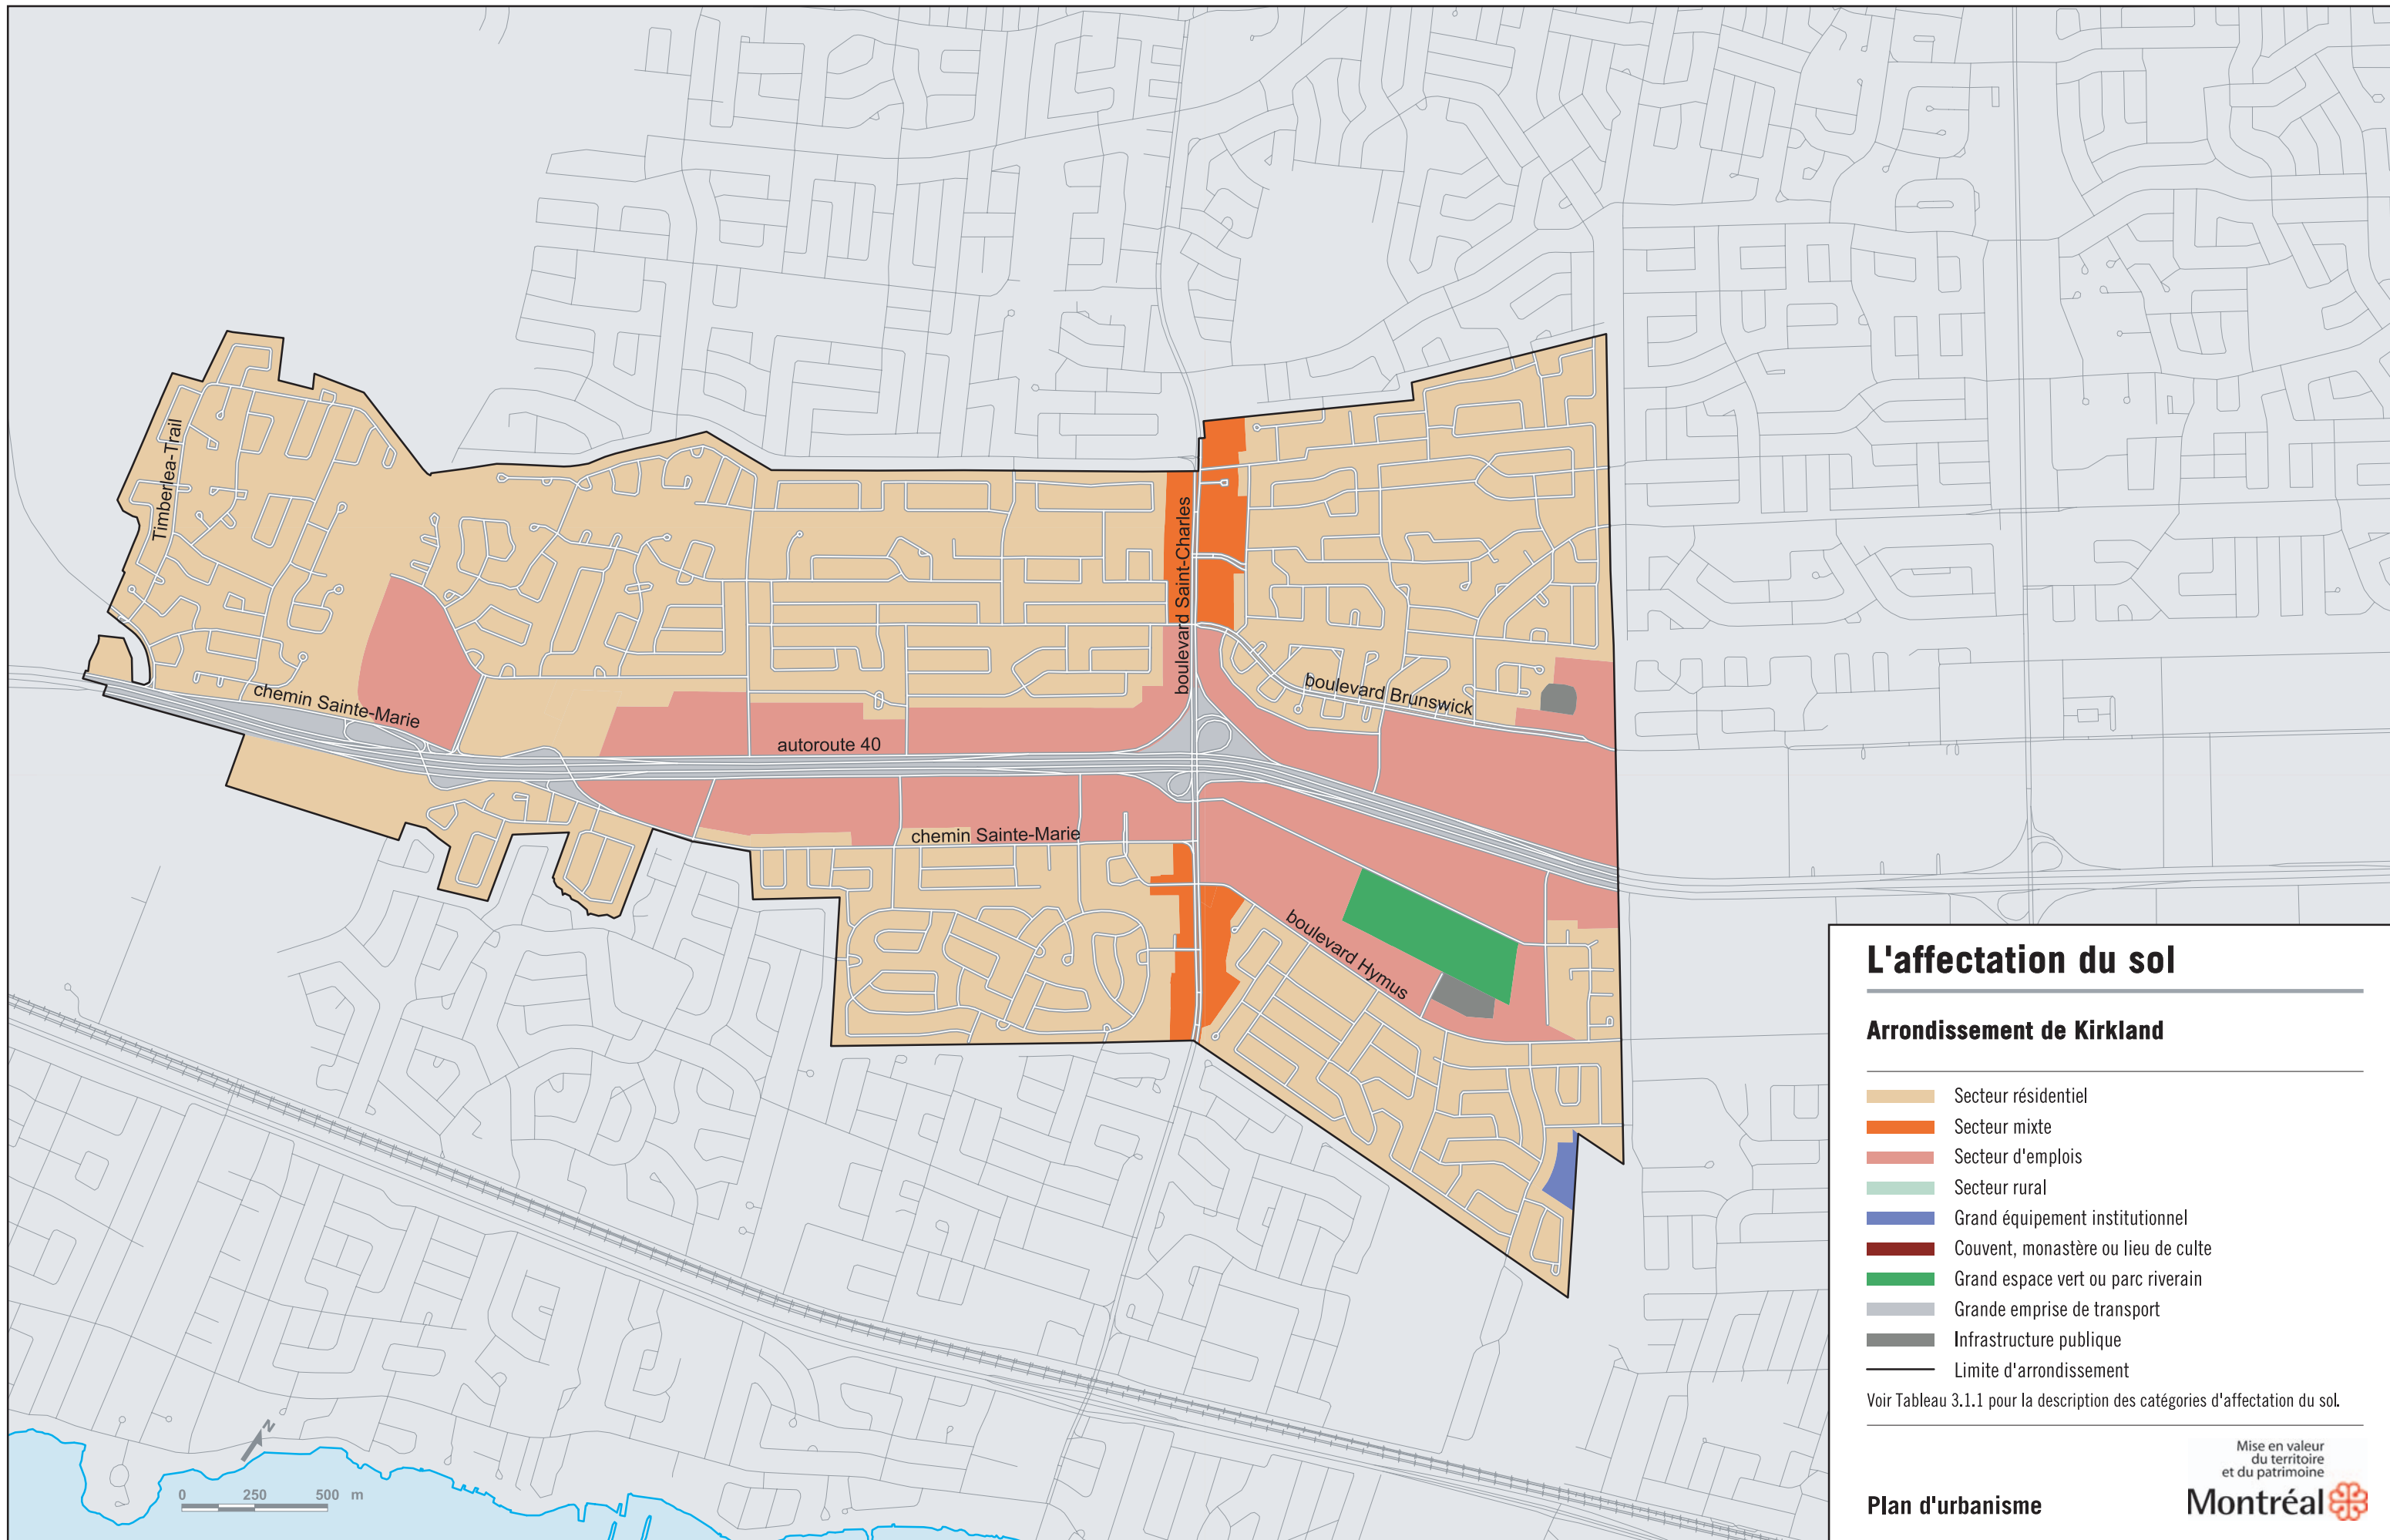 Timberlea-Trail
chemin Sainte-Marie
autoroute 40
boulevard Saint-Charles
boulevard Brunswick
chemin Sainte-Marie
boulevard Hymus
N
0 250 500 m
L'affectation du sol
Arrondissement de Kirkland
Secteur résidentiel
Secteur mixte
Secteur d'emplois
Secteur rural
Grand équipement institutionnel
Couvent, monastère ou lieu de culte
Grand espace vert ou parc riverain
Grande emprise de transport
Infrastructure publique
Limite d'arrondissement
Voir Tableau 3.1.1 pour la description des catégories d'affectation du sol.
Plan d'urbanisme
Mise en valeur
du territoire
et du patrimoine
Montréal